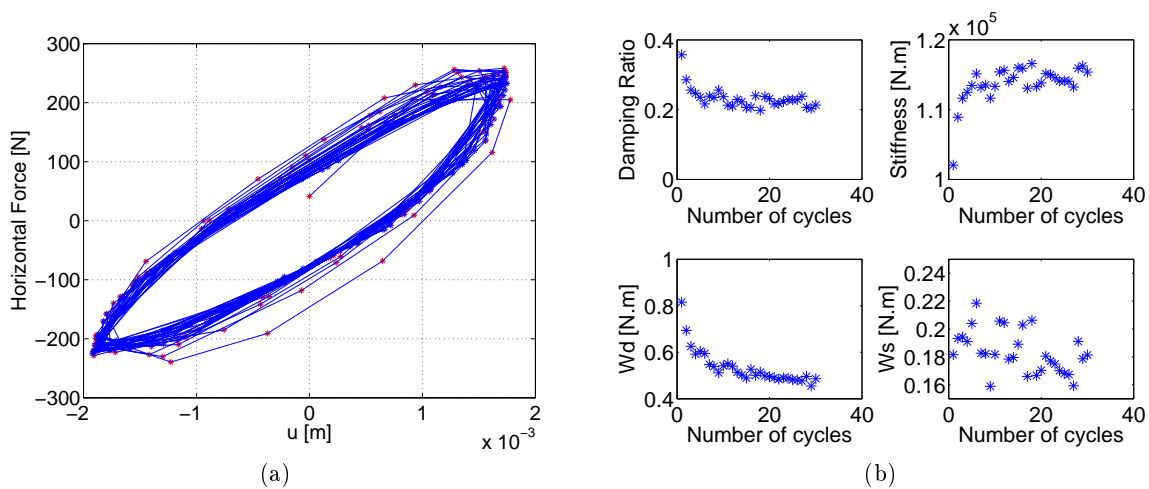 300
200
100
0
−100
−200
−300
−2
−1
0
1
2
x 10⁻³
u [m]
Horizontal Force [N]
(a)
0.4
0.2
0
0
20
40
Damping Ratio
Number of cycles
x 10⁵
1.20
1.11
1
0
20
40
Stiffness [N.m]
Number of cycles
1
0.8
0.6
0.4
0
20
40
Wd [N.m]
Number of cycles
0.24
0.22
0.2
0.18
0.16
0
20
40
Ws [N.m]
Number of cycles
(b)